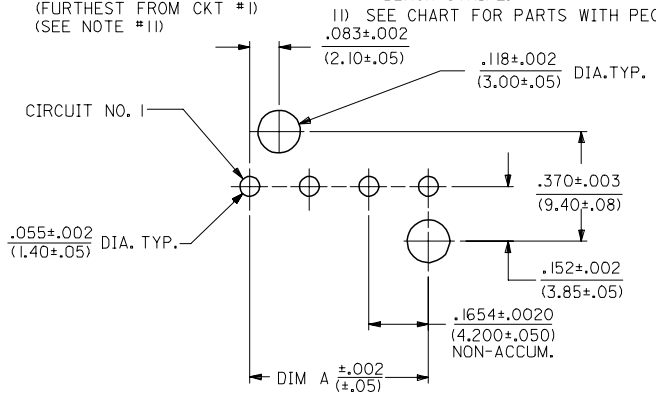 (FURTHEST FROM CKT #1)
(SEE NOTE #11)
11) SEE CHART FOR PARTS WITH PEG
.083±.002
(2.10±.05)
.118±.002
(3.00±.05) DIA.TYP.
CIRCUIT NO. 1
.370±.003
(9.40±.08)
.055±.002
(1.40±.05) DIA. TYP.
.152±.002
(3.85±.05)
.1654±.0020
(4.200±.050)
NON-ACCUM.
DIM A ±.002
(±.05)